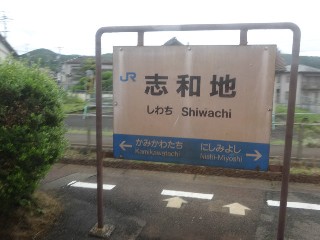 JR
志和地
しわち Shiwachi
← かみかわたち にしみよし →
Kamikawatachi Nishi-Miyoshi